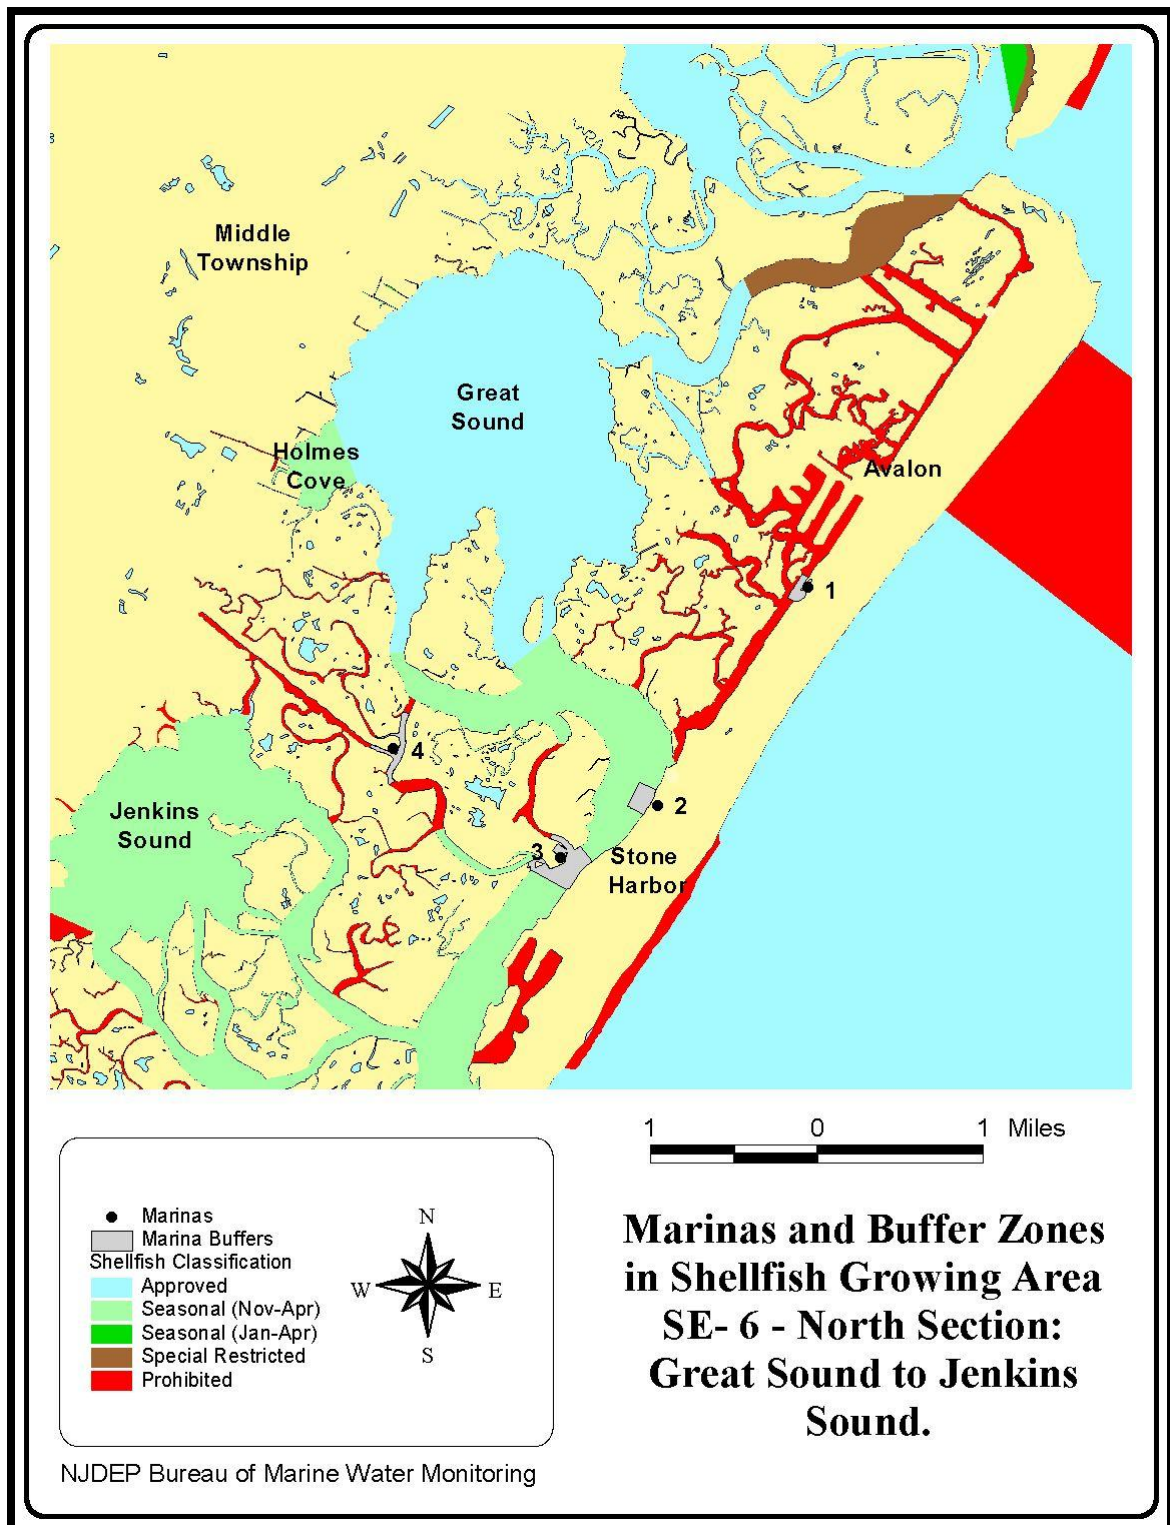 Middle
Township
Great
Sound
Holmes
Cove
Avalon
1
4
2
Jenkins
Sound
3
Stone
Harbor
1 0 1 Miles
Marinas
Marina Buffers
Shellfish Classification
Approved
Seasonal (Nov-Apr)
Seasonal (Jan-Apr)
Special Restricted
Prohibited
N
W E
S
Marinas and Buffer Zones
in Shellfish Growing Area
SE- 6 - North Section:
Great Sound to Jenkins
Sound.
NJDEP Bureau of Marine Water Monitoring